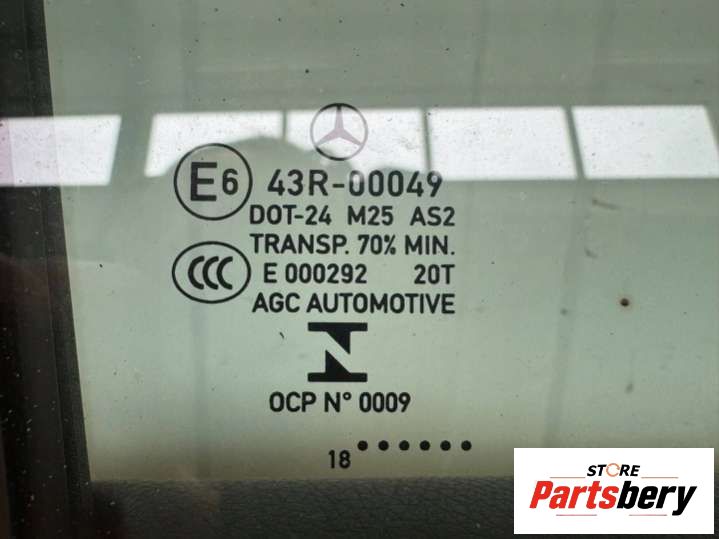 E6 43R-00049
DOT-24 M25 AS2
TRANSP. 70% MIN.
CCC E 000292 20T
AGC AUTOMOTIVE
OCP N° 0009
18 ••••••
STORE
Partsbery